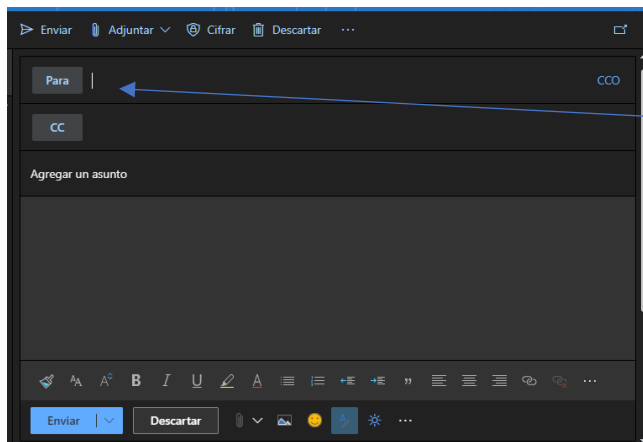 Enviar Adjuntar Cifrar Descartar ...
Para CCO
CC
Agregar un asunto
A B I U A "
Enviar Descartar ...